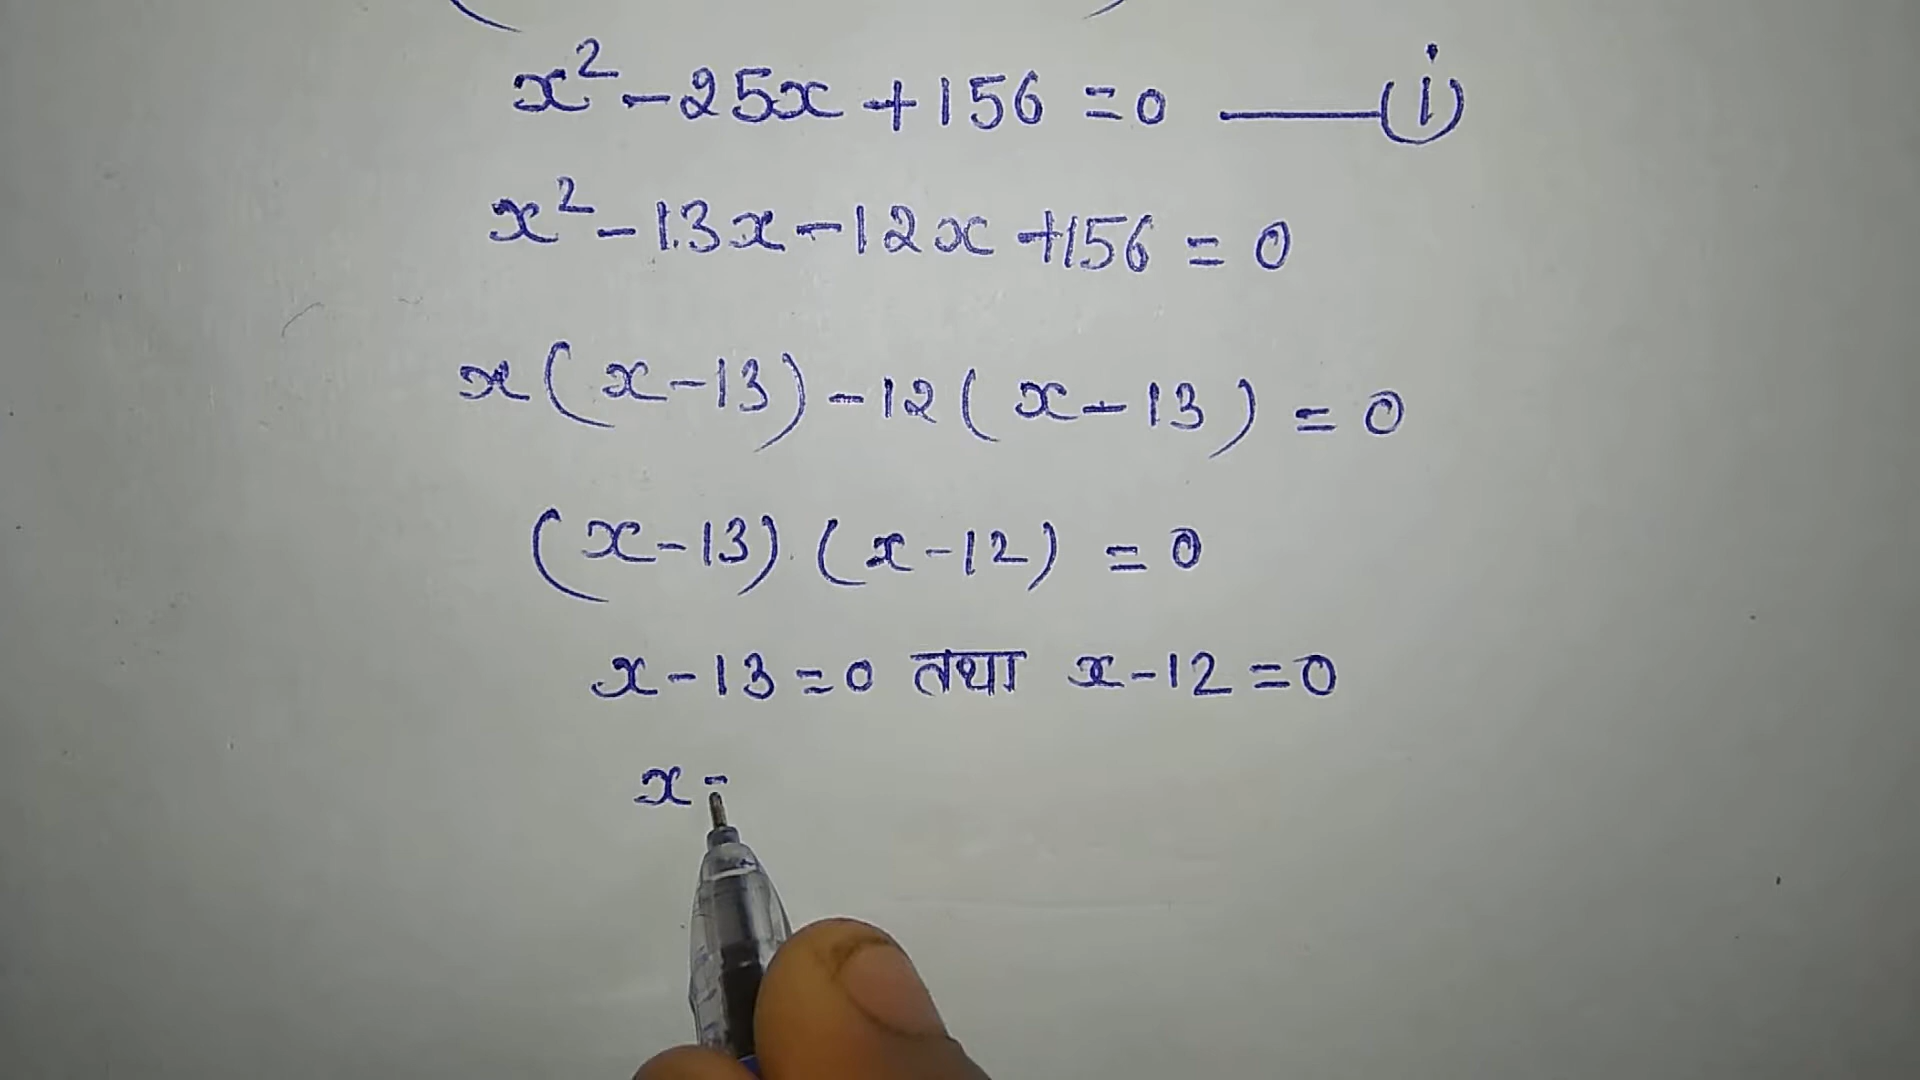 x² - 25x + 156 = 0 —— (i)
x² - 13x - 12x + 156 = 0
x ( x - 13 ) - 12 ( x - 13 ) = 0
( x - 13 ) ( x - 12 ) = 0
x - 13 = 0 तथा x - 12 = 0
x =